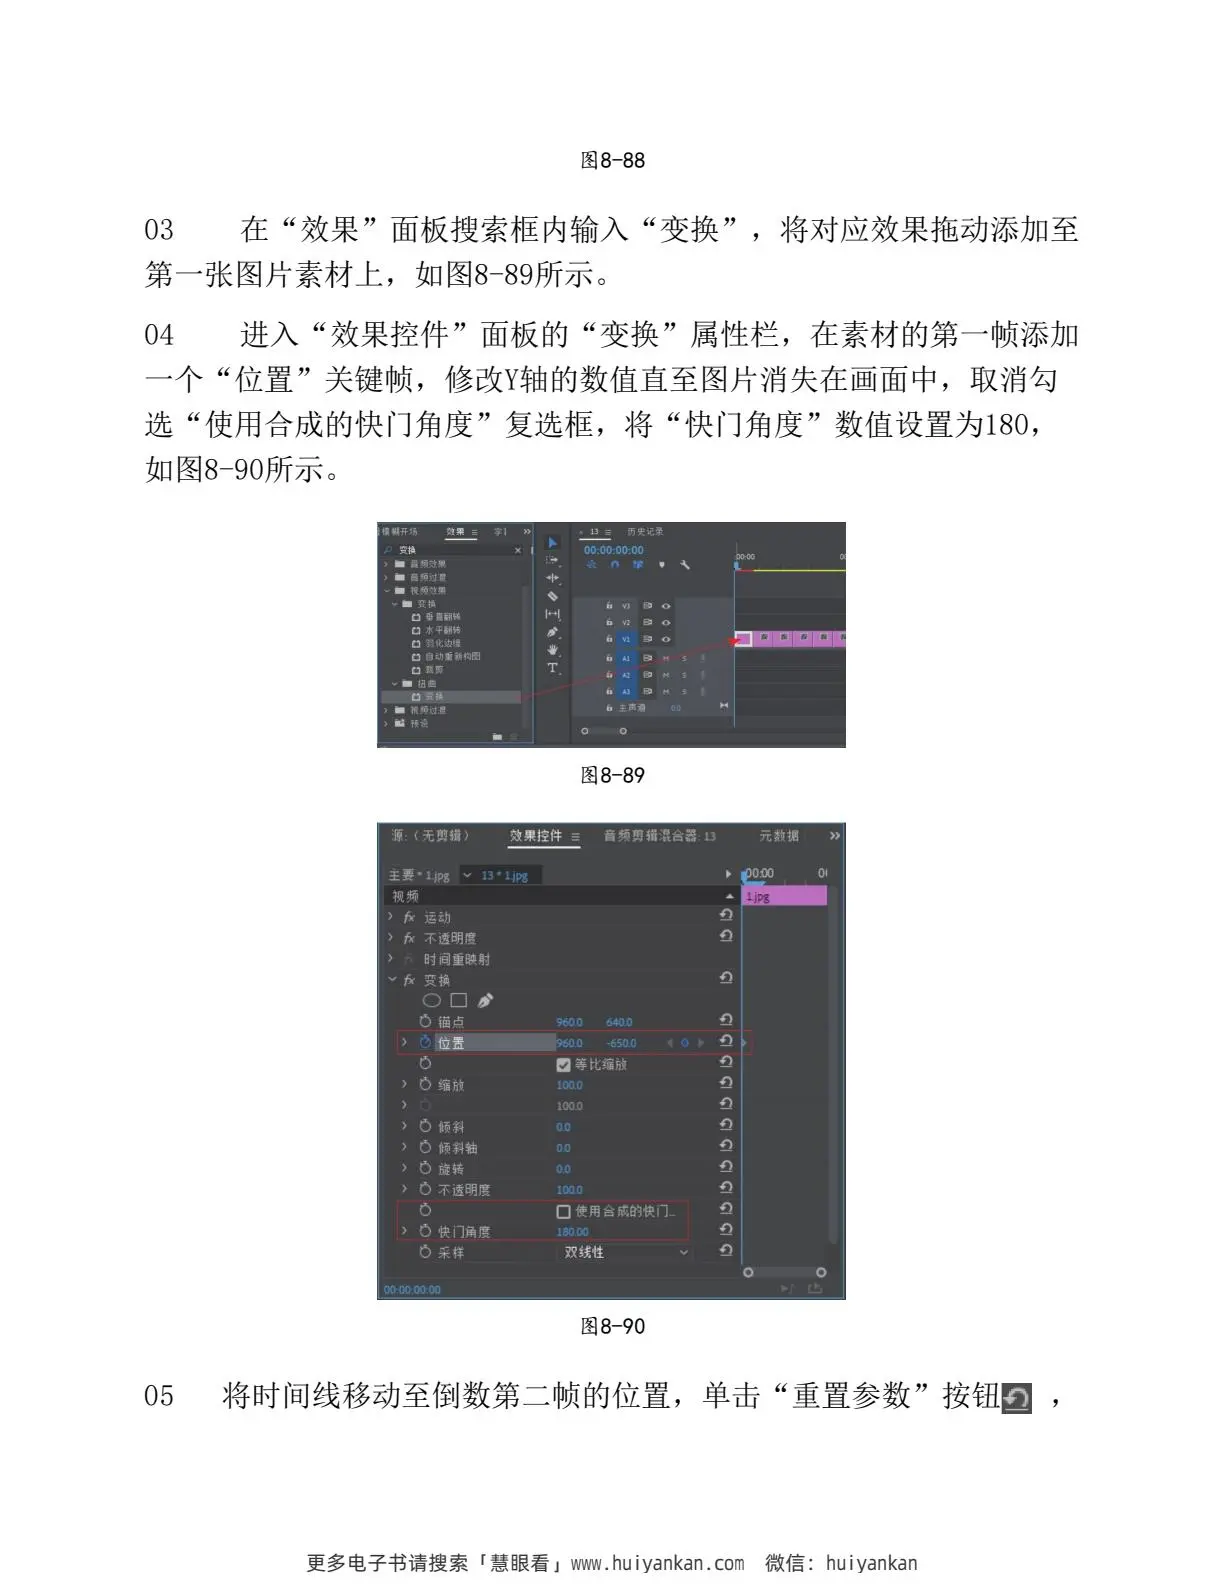 图8-88
03 在“效果”面板搜索框内输入“变换”，将对应效果拖动添加至
第一张图片素材上，如图8-89所示。
04 进入“效果控件”面板的“变换”属性栏，在素材的第一帧添加
一个“位置”关键帧，修改Y轴的数值直至图片消失在画面中，取消勾
选“使用合成的快门角度”复选框，将“快门角度”数值设置为180，
如图8-90所示。
模糊开场 效果 字 »
变换 ×
音频效果
音频过渡
视频效果
变换
垂直翻转
水平翻转
羽化边缘
自动重新构图
裁剪
扭曲
变换
视频过渡
预设
× 13 历史记录
00:00:00:00
:00:00 00
V3
V2
V1
A1 M S
A2 M S
A3 M S
主声道 0.0
图8-89
源:（无剪辑） 效果控件 音频剪辑混合器: 13 元数据 »
主要 * 1.jpg 13 * 1.jpg 00:00
视频 1.jpg
fx 运动
fx 不透明度
fx 时间重映射
fx 变换
锚点 960.0 640.0
位置 960.0 -650.0
等比缩放
缩放 100.0
100.0
倾斜 0.0
倾斜轴 0.0
旋转 0.0
不透明度 100.0
使用合成的快门...
快门角度 180.00
采样 双线性
00:00:00:00
图8-90
05 将时间线移动至倒数第二帧的位置，单击“重置参数”按钮 ，
更多电子书请搜索「慧眼看」www.huiyankan.com 微信：huiyankan